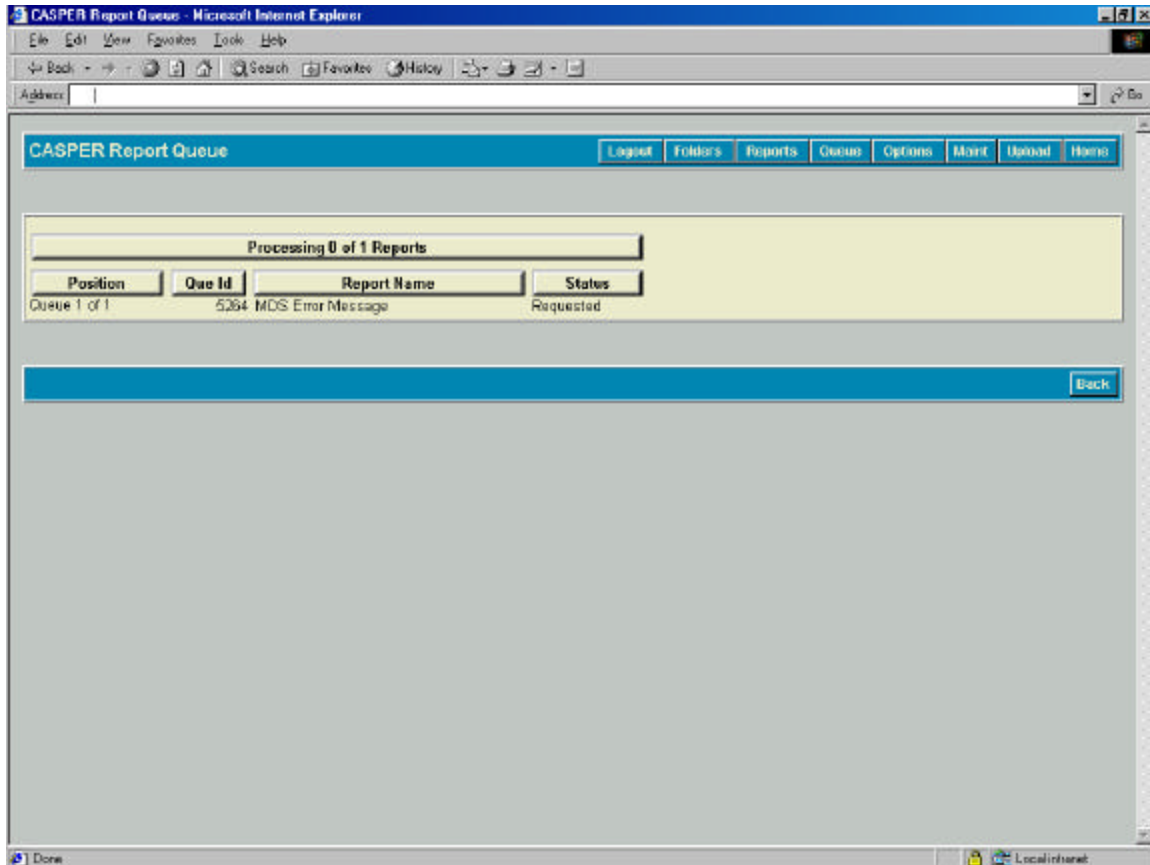 CASPER Report Queue - Microsoft Internet Explorer
File Edit View Favorites Tools Help
Back Search Favorites History
Address Go
CASPER Report Queue Logout Folders Reports Queue Options Maint Upload Home
Processing 0 of 1 Reports
Position Que Id Report Name Status
Queue 1 of 1 5264 MDS Error Message Requested
Back
Done Local intranet